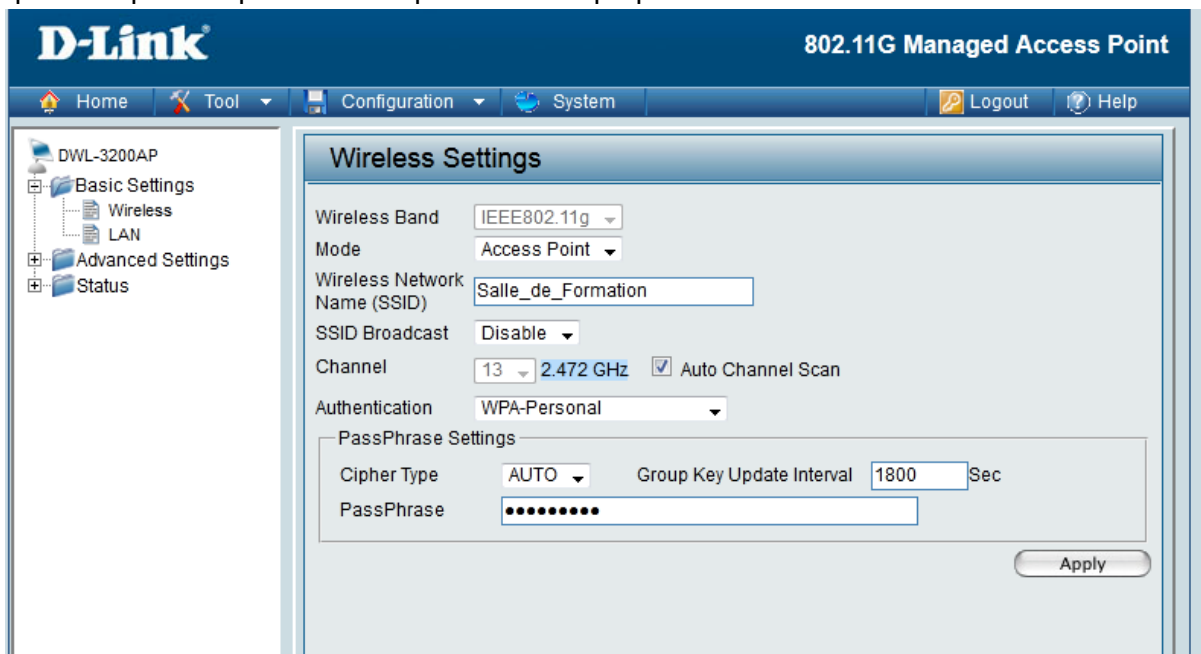 D-Link
802.11G Managed Access Point
Home Tool Configuration System Logout Help
DWL-3200AP
Basic Settings
Wireless
LAN
Advanced Settings
Status
Wireless Settings
Wireless Band IEEE802.11g
Mode Access Point
Wireless Network
Name (SSID) Salle_de_Formation
SSID Broadcast Disable
Channel 13 2.472 GHz Auto Channel Scan
Authentication WPA-Personal
PassPhrase Settings
Cipher Type AUTO Group Key Update Interval 1800 Sec
PassPhrase •••••••••
Apply